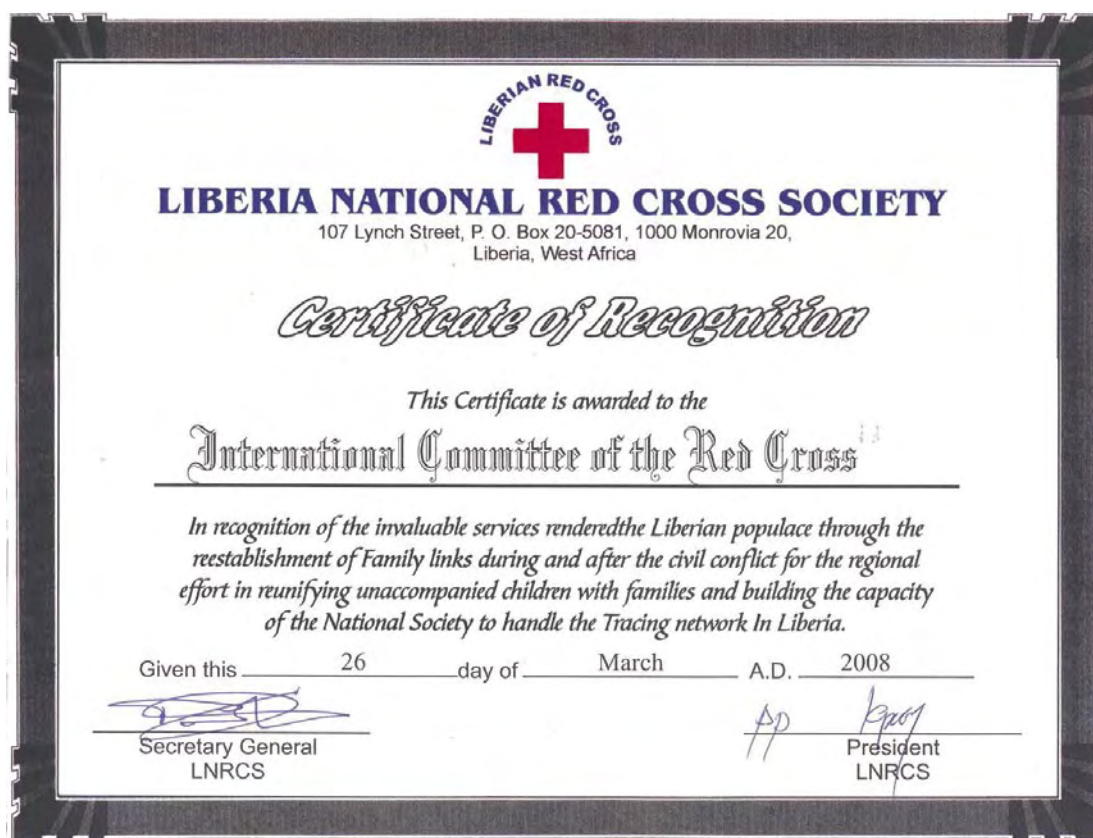 LIBERIAN RED CROSS
LIBERIA NATIONAL RED CROSS SOCIETY
107 Lynch Street, P. O. Box 20-5081, 1000 Monrovia 20,
Liberia, West Africa
Certificate of Recognition
This Certificate is awarded to the
International Committee of the Red Cross
In recognition of the invaluable services renderedthe Liberian populace through the
reestablishment of Family links during and after the civil conflict for the regional
effort in reunifying unaccompanied children with families and building the capacity
of the National Society to handle the Tracing network In Liberia.
Given this 26 day of March A.D. 2008
pp
Secretary General President
LNRCS LNRCS